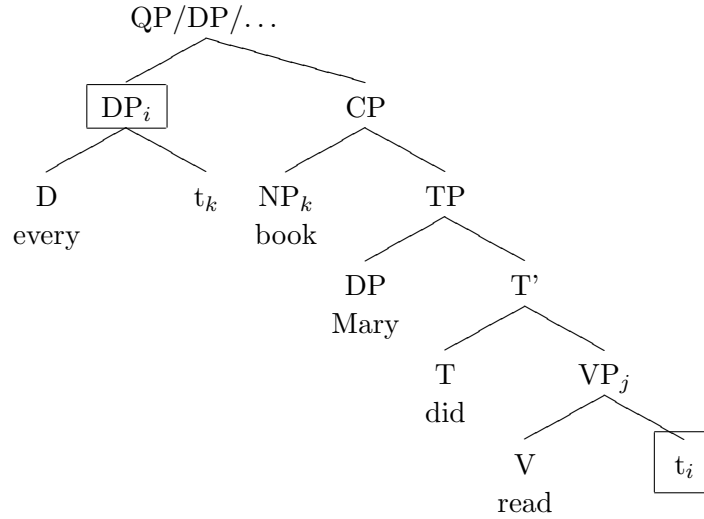 QP/DP/...
DP_i CP
D t_k NP_k TP
every book
DP T'
Mary
T VP_j
did
V t_i
read